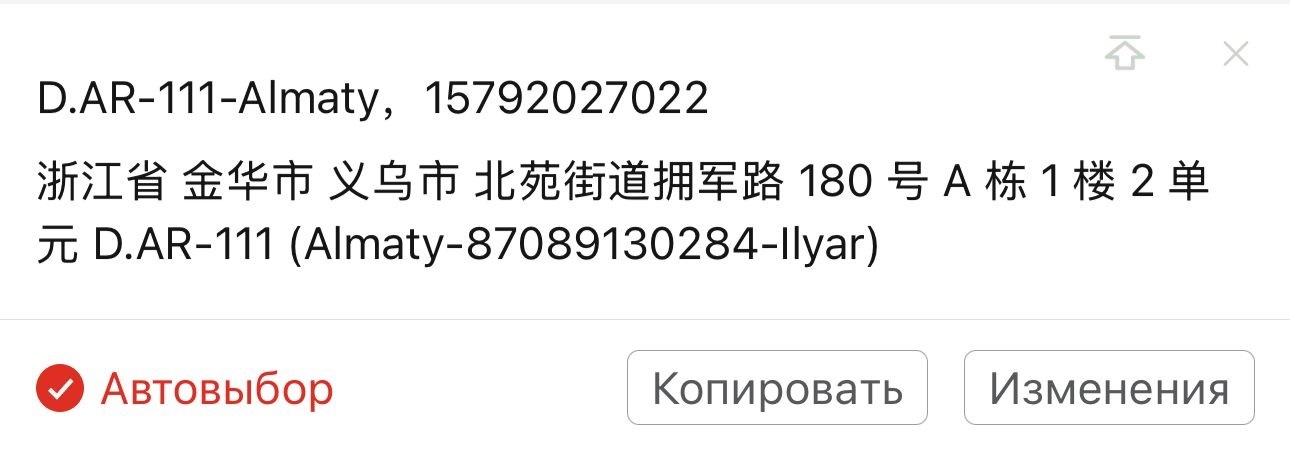 D.AR-111-Almaty，15792027022
浙江省 金华市 义乌市 北苑街道拥军路 180 号 A 栋 1 楼 2 单
元 D.AR-111 (Almaty-87089130284-Ilyar)
Автовыбор
Копировать
Изменения